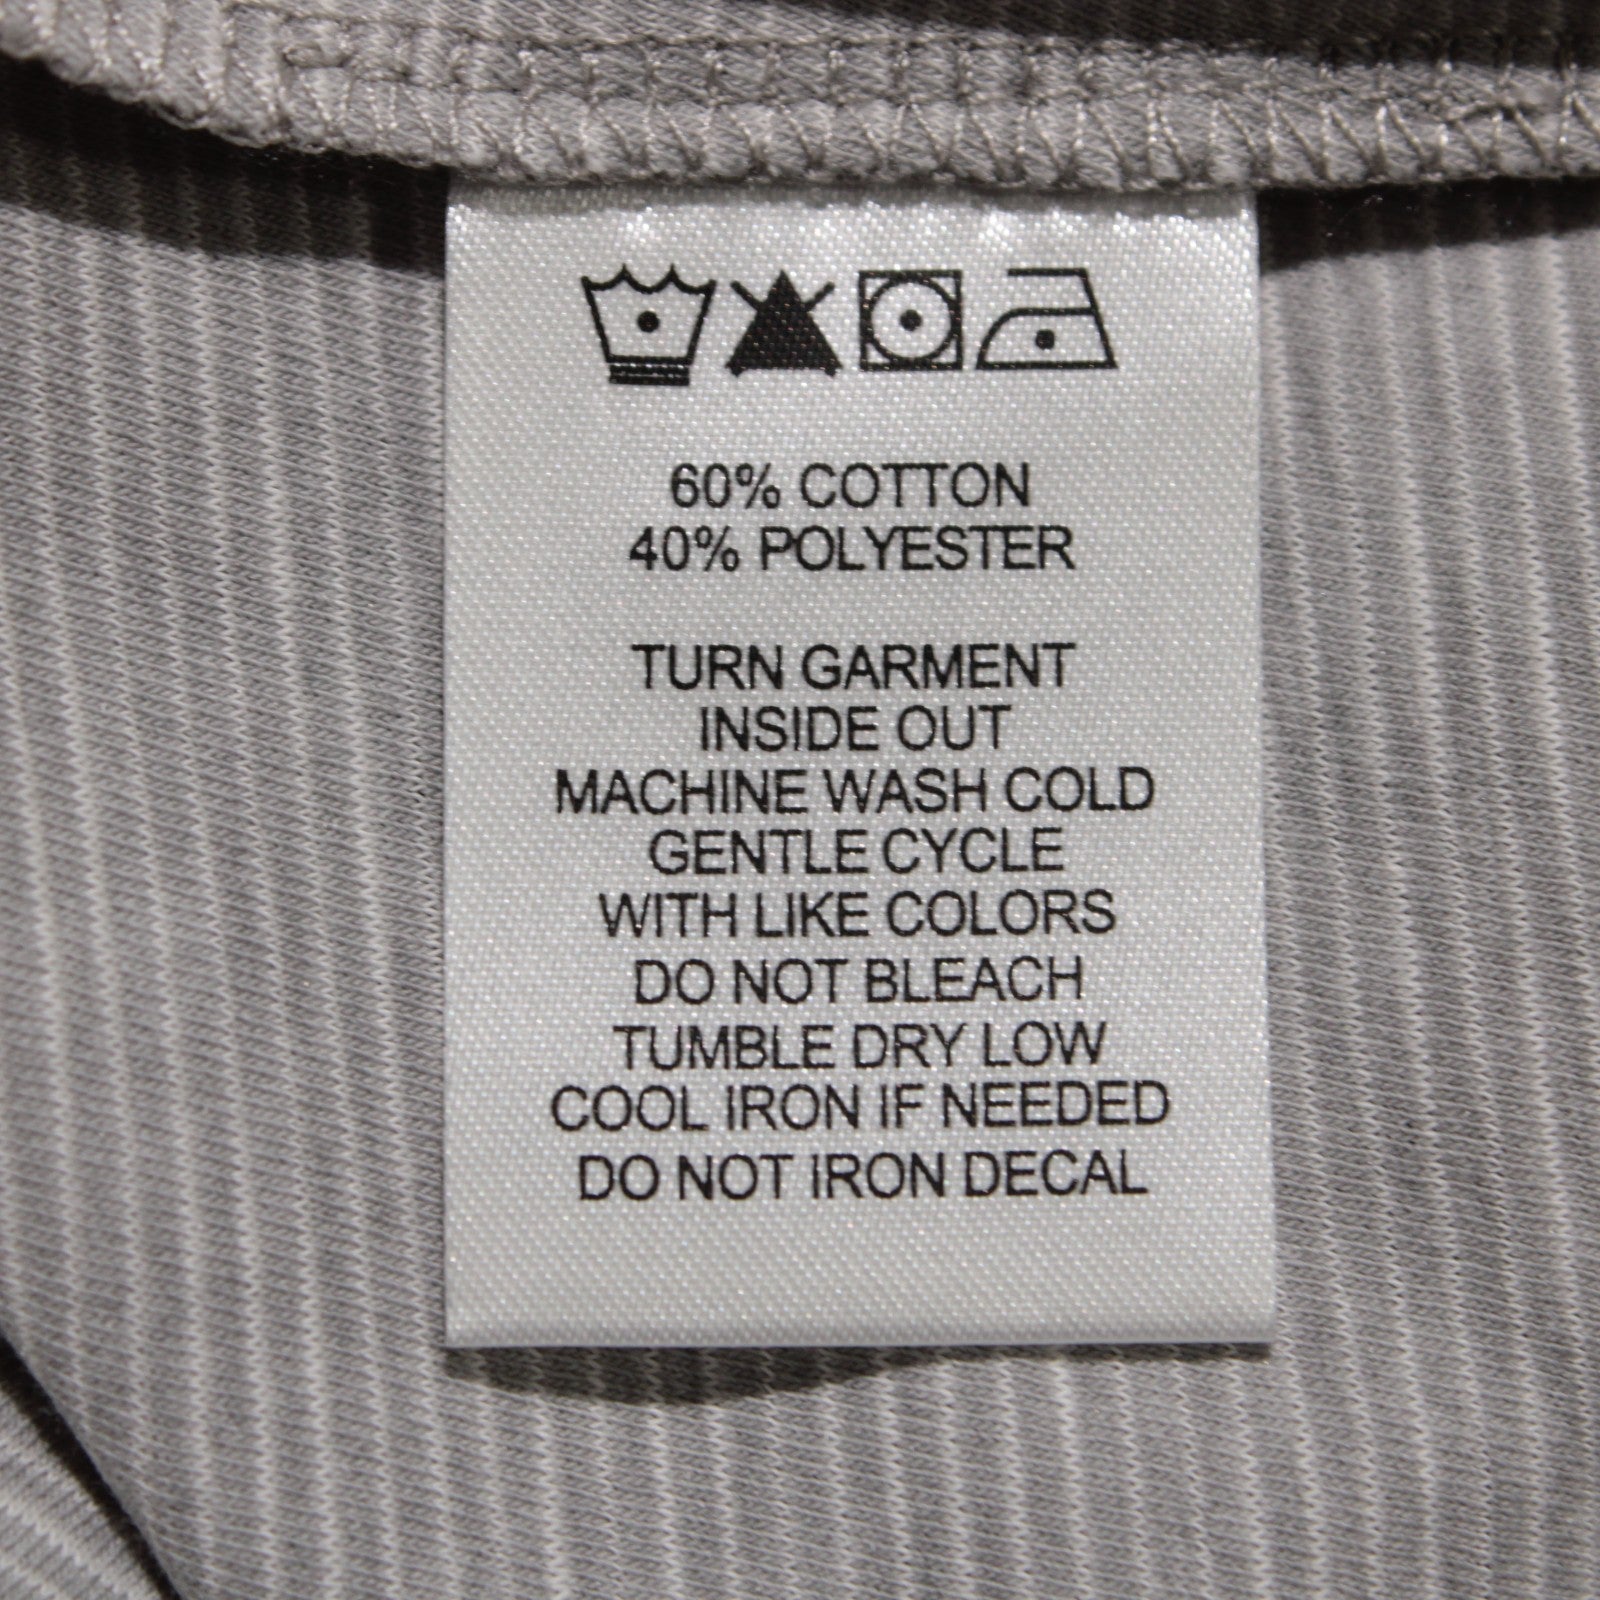 60% COTTON
40% POLYESTER
TURN GARMENT
INSIDE OUT
MACHINE WASH COLD
GENTLE CYCLE
WITH LIKE COLORS
DO NOT BLEACH
TUMBLE DRY LOW
COOL IRON IF NEEDED
DO NOT IRON DECAL